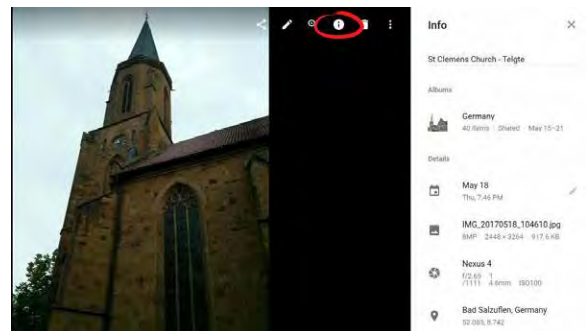 Info
St Clemens Church - Telgte
Albums
Germany
40 items Shared May 15-21
Details
May 18
Thu, 7:46 PM
IMG_20170518_104610.jpg
8MP 2448 × 3264 917.6 KB
Nexus 4
f/2.65 1
/1111 4.6mm ISO100
Bad Salzuflen, Germany
52.083, 8.742